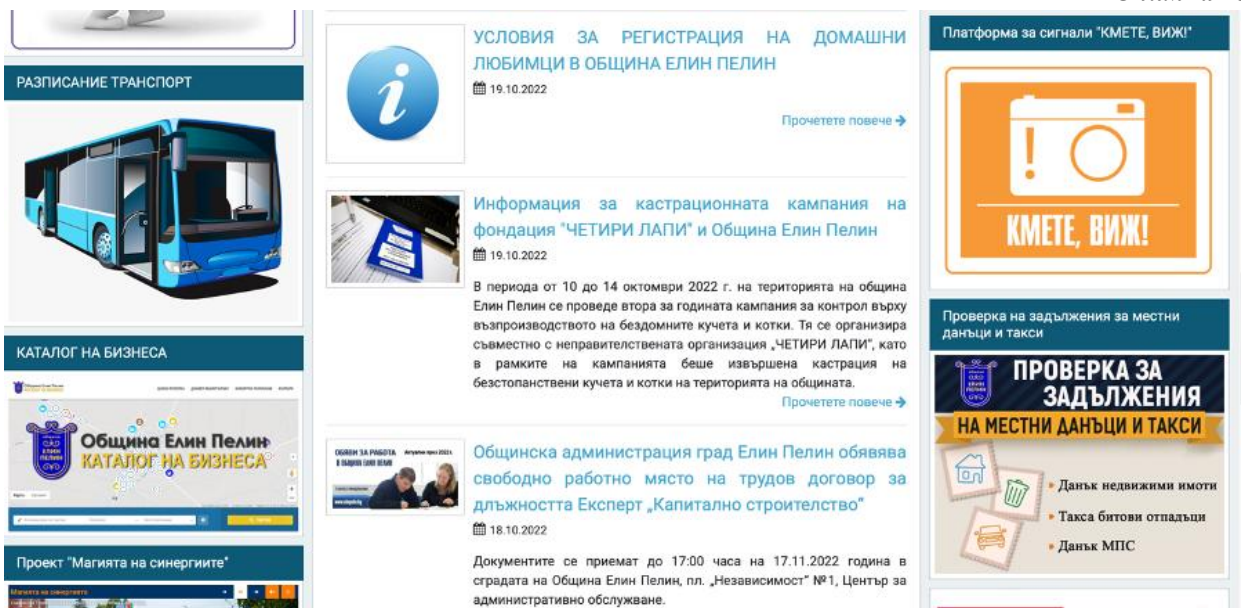 РАЗПИСАНИЕ ТРАНСПОРТ
КАТАЛОГ НА БИЗНЕСА
Община Елин Пелин
КАТАЛОГ НА БИЗНЕСА
Проект "Магията на синергиите"
УСЛОВИЯ ЗА РЕГИСТРАЦИЯ НА ДОМАШНИ
ЛЮБИМЦИ В ОБЩИНА ЕЛИН ПЕЛИН
19.10.2022
Прочетете повече
Информация за кастрационната кампания на
фондация "ЧЕТИРИ ЛАПИ" и Община Елин Пелин
19.10.2022
В периода от 10 до 14 октомври 2022 г. на територията на община
Елин Пелин се проведе втора за годината кампания за контрол върху
възпроизводството на бездомните кучета и котки. Тя се организира
съвместно с неправителствената организация „ЧЕТИРИ ЛАПИ", като
в рамките на кампанията беше извършена кастрация на
безстопанствени кучета и котки на територията на общината.
Прочетете повече
ОБЯВИ ЗА РАБОТА
В ОБЩИНА ЕЛИН ПЕЛИН
Общинска администрация град Елин Пелин обявява
свободно работно място на трудов договор за
длъжността Експерт „Капитално строителство"
18.10.2022
Документите се приемат до 17:00 часа на 17.11.2022 година в
сградата на Община Елин Пелин, пл. „Независимост" №1, Център за
административно обслужване.
Платформа за сигнали "КМЕТЕ, ВИЖ!"
КМЕТЕ, ВИЖ!
Проверка на задължения за местни
данъци и такси
ПРОВЕРКА ЗА
ЗАДЪЛЖЕНИЯ
НА МЕСТНИ ДАНЪЦИ И ТАКСИ
Данък недвижими имоти
Такса битови отпадъци
Данък МПС